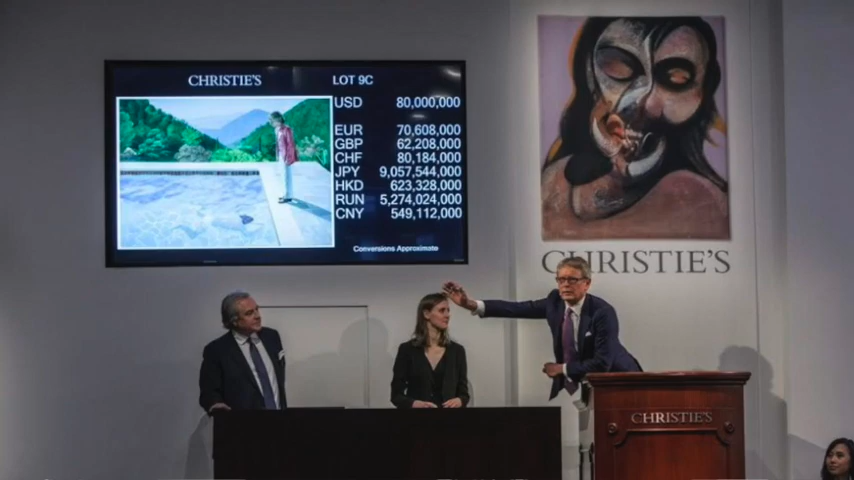 CHRISTIE'S LOT 9C
USD 80,000,000
EUR 70,608,000
GBP 62,208,000
CHF 80,184,000
JPY 9,057,544,000
HKD 623,328,000
RUN 5,274,024,000
CNY 549,112,000
Conversions Approximate
CHRISTIE'S
CHRISTIE'S